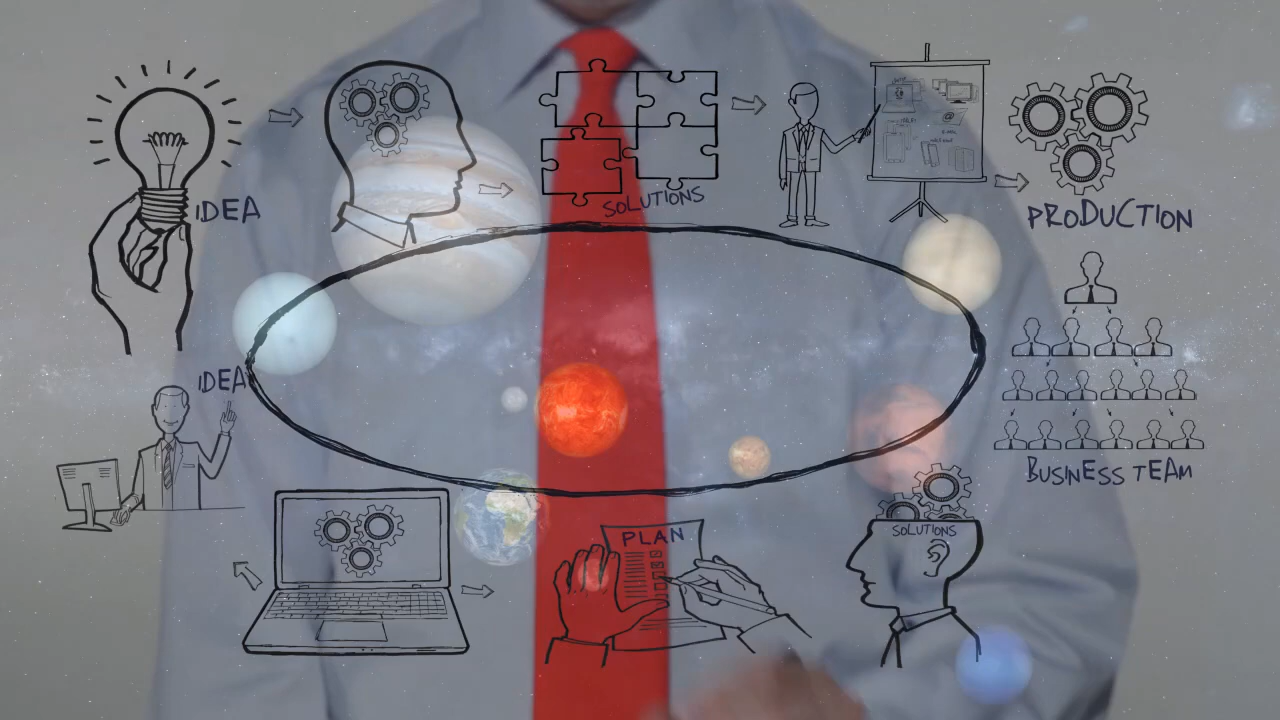 IDEA
SOLUTIONS
PRODUCTION
IDEA
BUSINESS TEAM
PLAN
SOLUTIONS